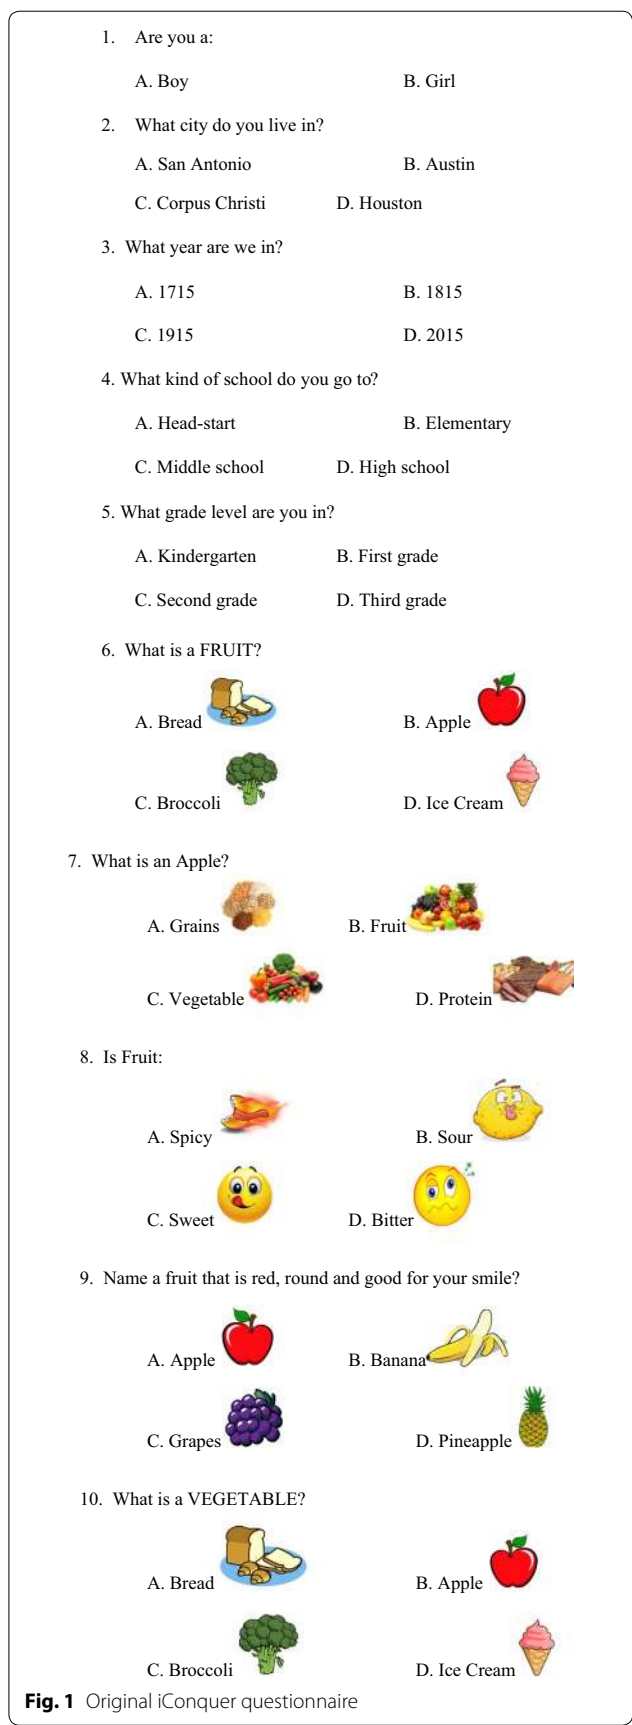 1. Are you a:
A. Boy B. Girl
2. What city do you live in?
A. San Antonio B. Austin
C. Corpus Christi D. Houston
3. What year are we in?
A. 1715 B. 1815
C. 1915 D. 2015
4. What kind of school do you go to?
A. Head-start B. Elementary
C. Middle school D. High school
5. What grade level are you in?
A. Kindergarten B. First grade
C. Second grade D. Third grade
6. What is a FRUIT?
A. Bread B. Apple
C. Broccoli D. Ice Cream
7. What is an Apple?
A. Grains B. Fruit
C. Vegetable D. Protein
8. Is Fruit:
A. Spicy B. Sour
C. Sweet D. Bitter
9. Name a fruit that is red, round and good for your smile?
A. Apple B. Banana
C. Grapes D. Pineapple
10. What is a VEGETABLE?
A. Bread B. Apple
C. Broccoli D. Ice Cream
Fig. 1 Original iConquer questionnaire